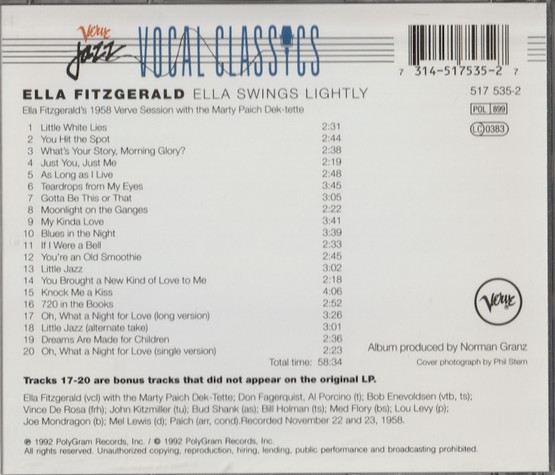 Verve
Jazz
VOCAL CLASSICS
7 314-517535-2 7
ELLA FITZGERALD ELLA SWINGS LIGHTLY
517 535-2
Ella Fitzgerald's 1958 Verve Session with the Marty Paich Dek-tette
POL 899
LC 0383
1 Little White Lies 2:31
2 You Hit the Spot 2:44
3 What's Your Story, Morning Glory? 2:38
4 Just You, Just Me 2:19
5 As Long as I Live 2:48
6 Teardrops from My Eyes 3:45
7 Gotta Be This or That 3:05
8 Moonlight on the Ganges 2:22
9 My Kinda Love 3:41
10 Blues in the Night 3:39
11 If I Were a Bell 2:33
12 You're an Old Smoothie 2:45
13 Little Jazz 3:02
14 You Brought a New Kind of Love to Me 2:18
15 Knock Me a Kiss 4:06
16 720 in the Books 2:52
17 Oh, What a Night for Love (long version) 3:26
18 Little Jazz (alternate take) 3:01
19 Dreams Are Made for Children 2:36
20 Oh, What a Night for Love (single version) 2:23
Total time: 58:34
Verve
Album produced by Norman Granz
Cover photograph by Phil Stern
Tracks 17-20 are bonus tracks that did not appear on the original LP.
Ella Fitzgerald (vcl) with the Marty Paich Dek-Tette; Don Fagerquist, Al Porcino (t); Bob Enevoldsen (vtb, ts);
Vince De Rosa (frh); John Kitzmiller (tu); Bud Shank (as); Bill Holman (ts); Med Flory (bs); Lou Levy (p);
Joe Mondragon (b); Mel Lewis (d); Paich (arr, cond).Recorded November 22 and 23, 1958.
℗ 1992 PolyGram Records, Inc. / © 1992 PolyGram Records, Inc.
All rights reserved. Unauthorized copying, reproduction, hiring, lending, public performance and broadcasting prohibited.